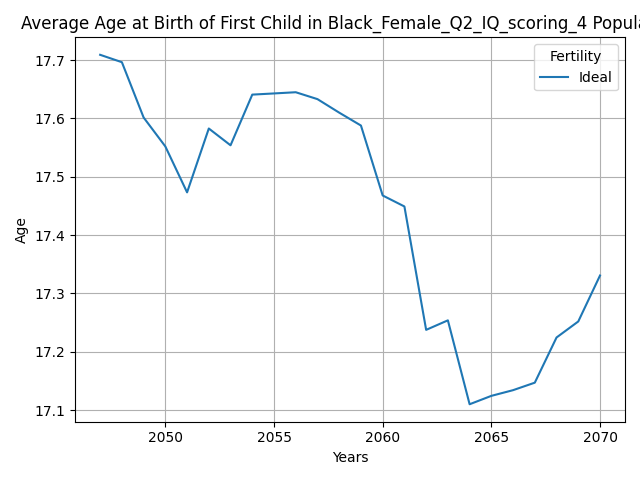 Average Age at Birth of First Child in Black_Female_Q2_IQ_scoring_4 Popula
17.7
17.6
17.5
17.4
17.3
17.2
17.1
Age
Fertility
Ideal
2050 2055 2060 2065 2070
Years